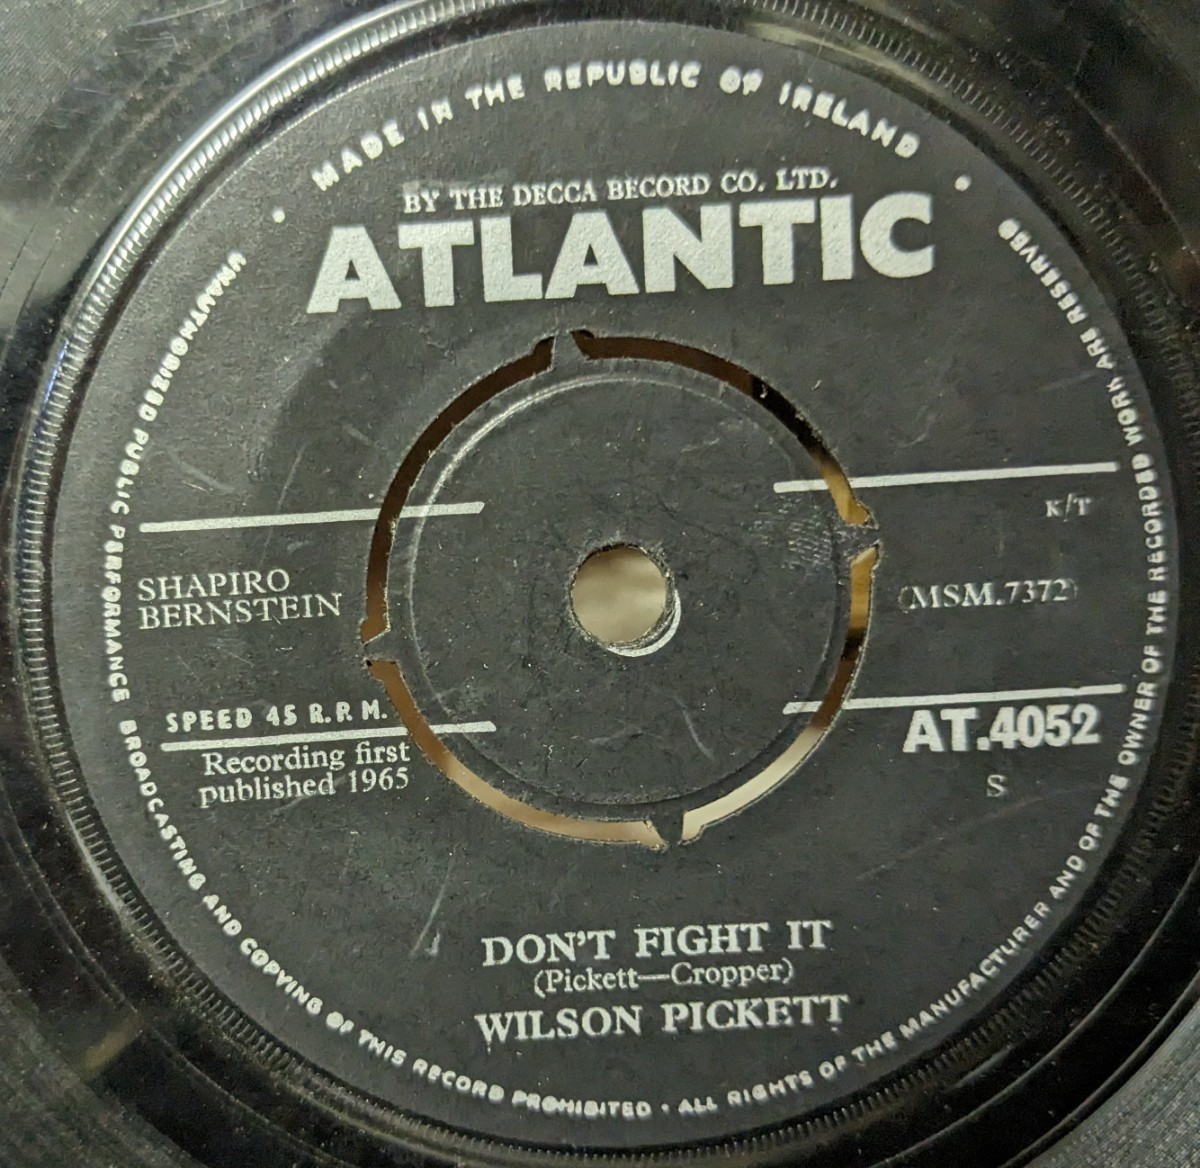 MADE IN THE REPUBLIC OF IRELAND
BY THE DECCA RECORD CO. LTD.
ATLANTIC
K/T
SHAPIRO
BERNSTEIN
(MSM.7372)
SPEED 45 R.P.M.
Recording first
published 1965
AT.4052
S
DON'T FIGHT IT
(Pickett—Cropper)
WILSON PICKETT
UNAUTHORIZED PUBLIC PERFORMANCE BROADCASTING AND COPYING OF THIS RECORD PROHIBITED • ALL RIGHTS OF THE MANUFACTURER AND OF THE OWNER OF THE RECORDED WORK ARE RESERVED